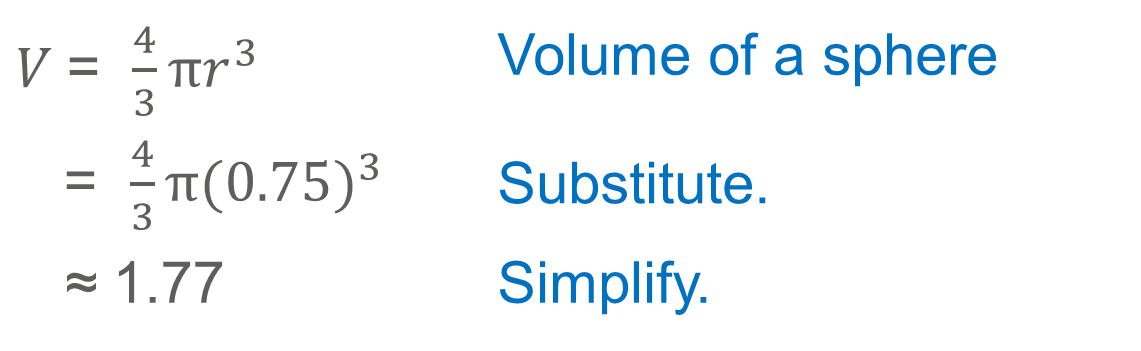 V = 4/3 πr³ Volume of a sphere
= 4/3 π(0.75)³ Substitute.
≈ 1.77 Simplify.